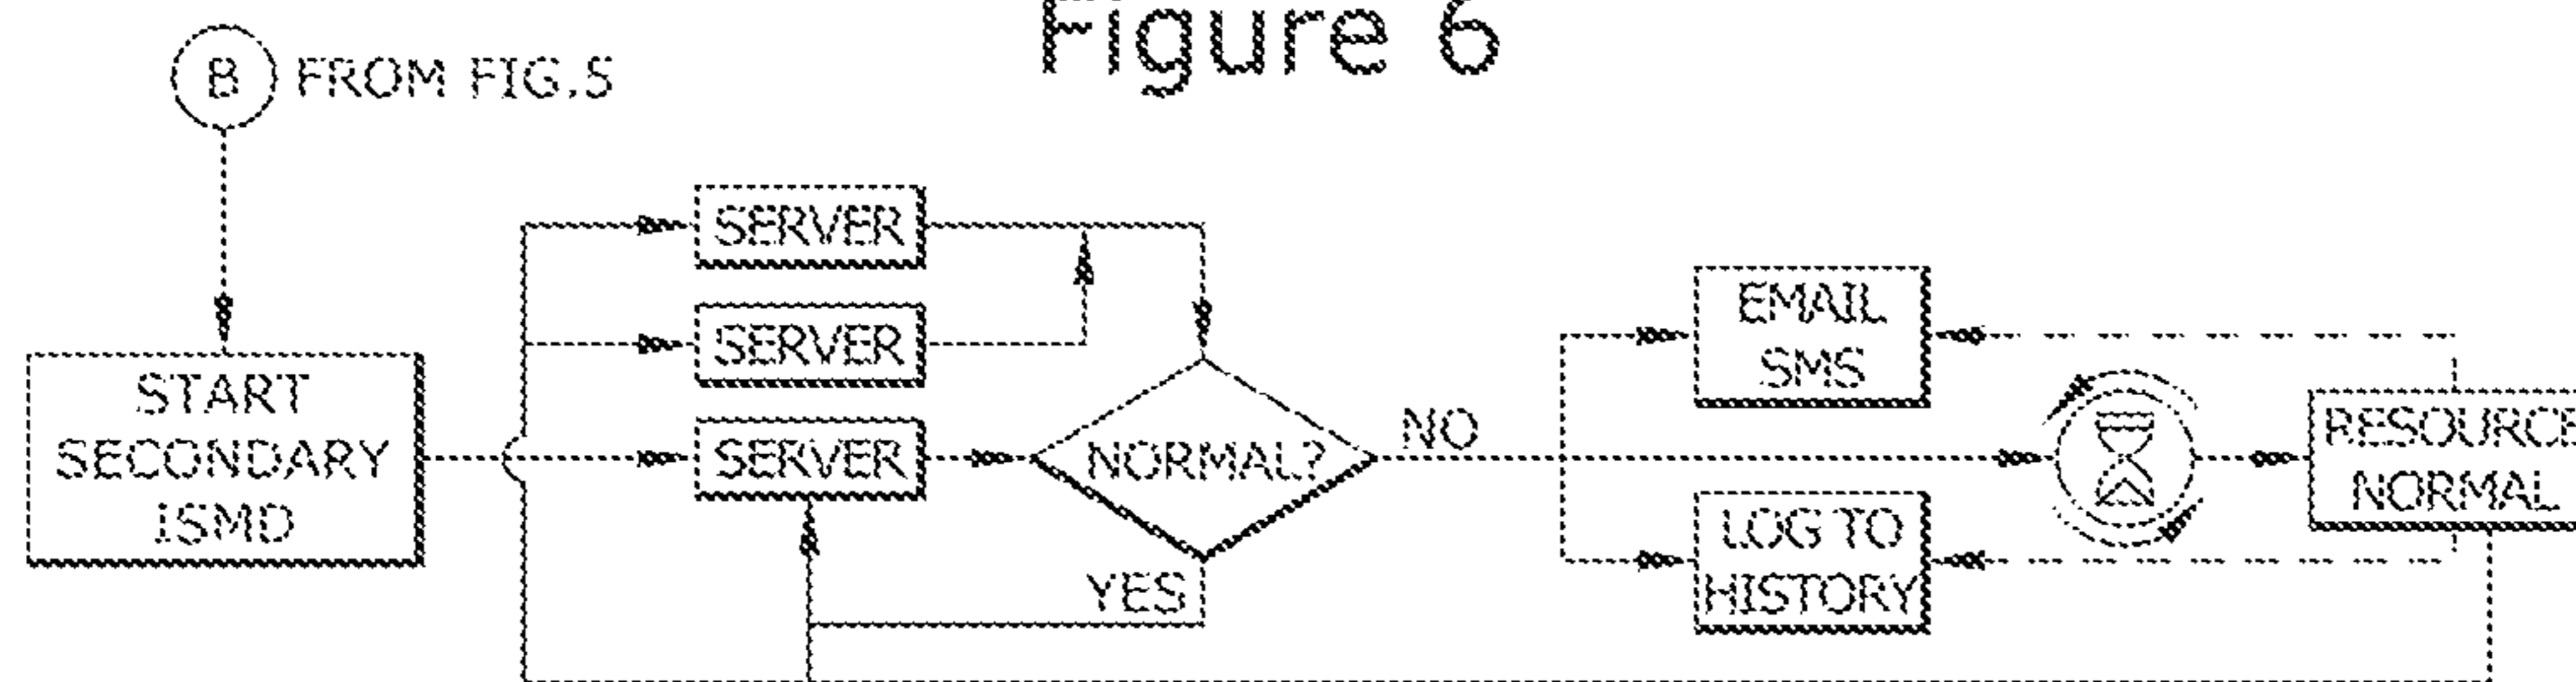 Figure 6
B FROM FIG.5
SERVER
SERVER
SERVER
START
SECONDARY
ISMD
NORMAL?
NO
YES
EMAIL
SMS
LOG TO
HISTORY
RESOURCE
NORMAL